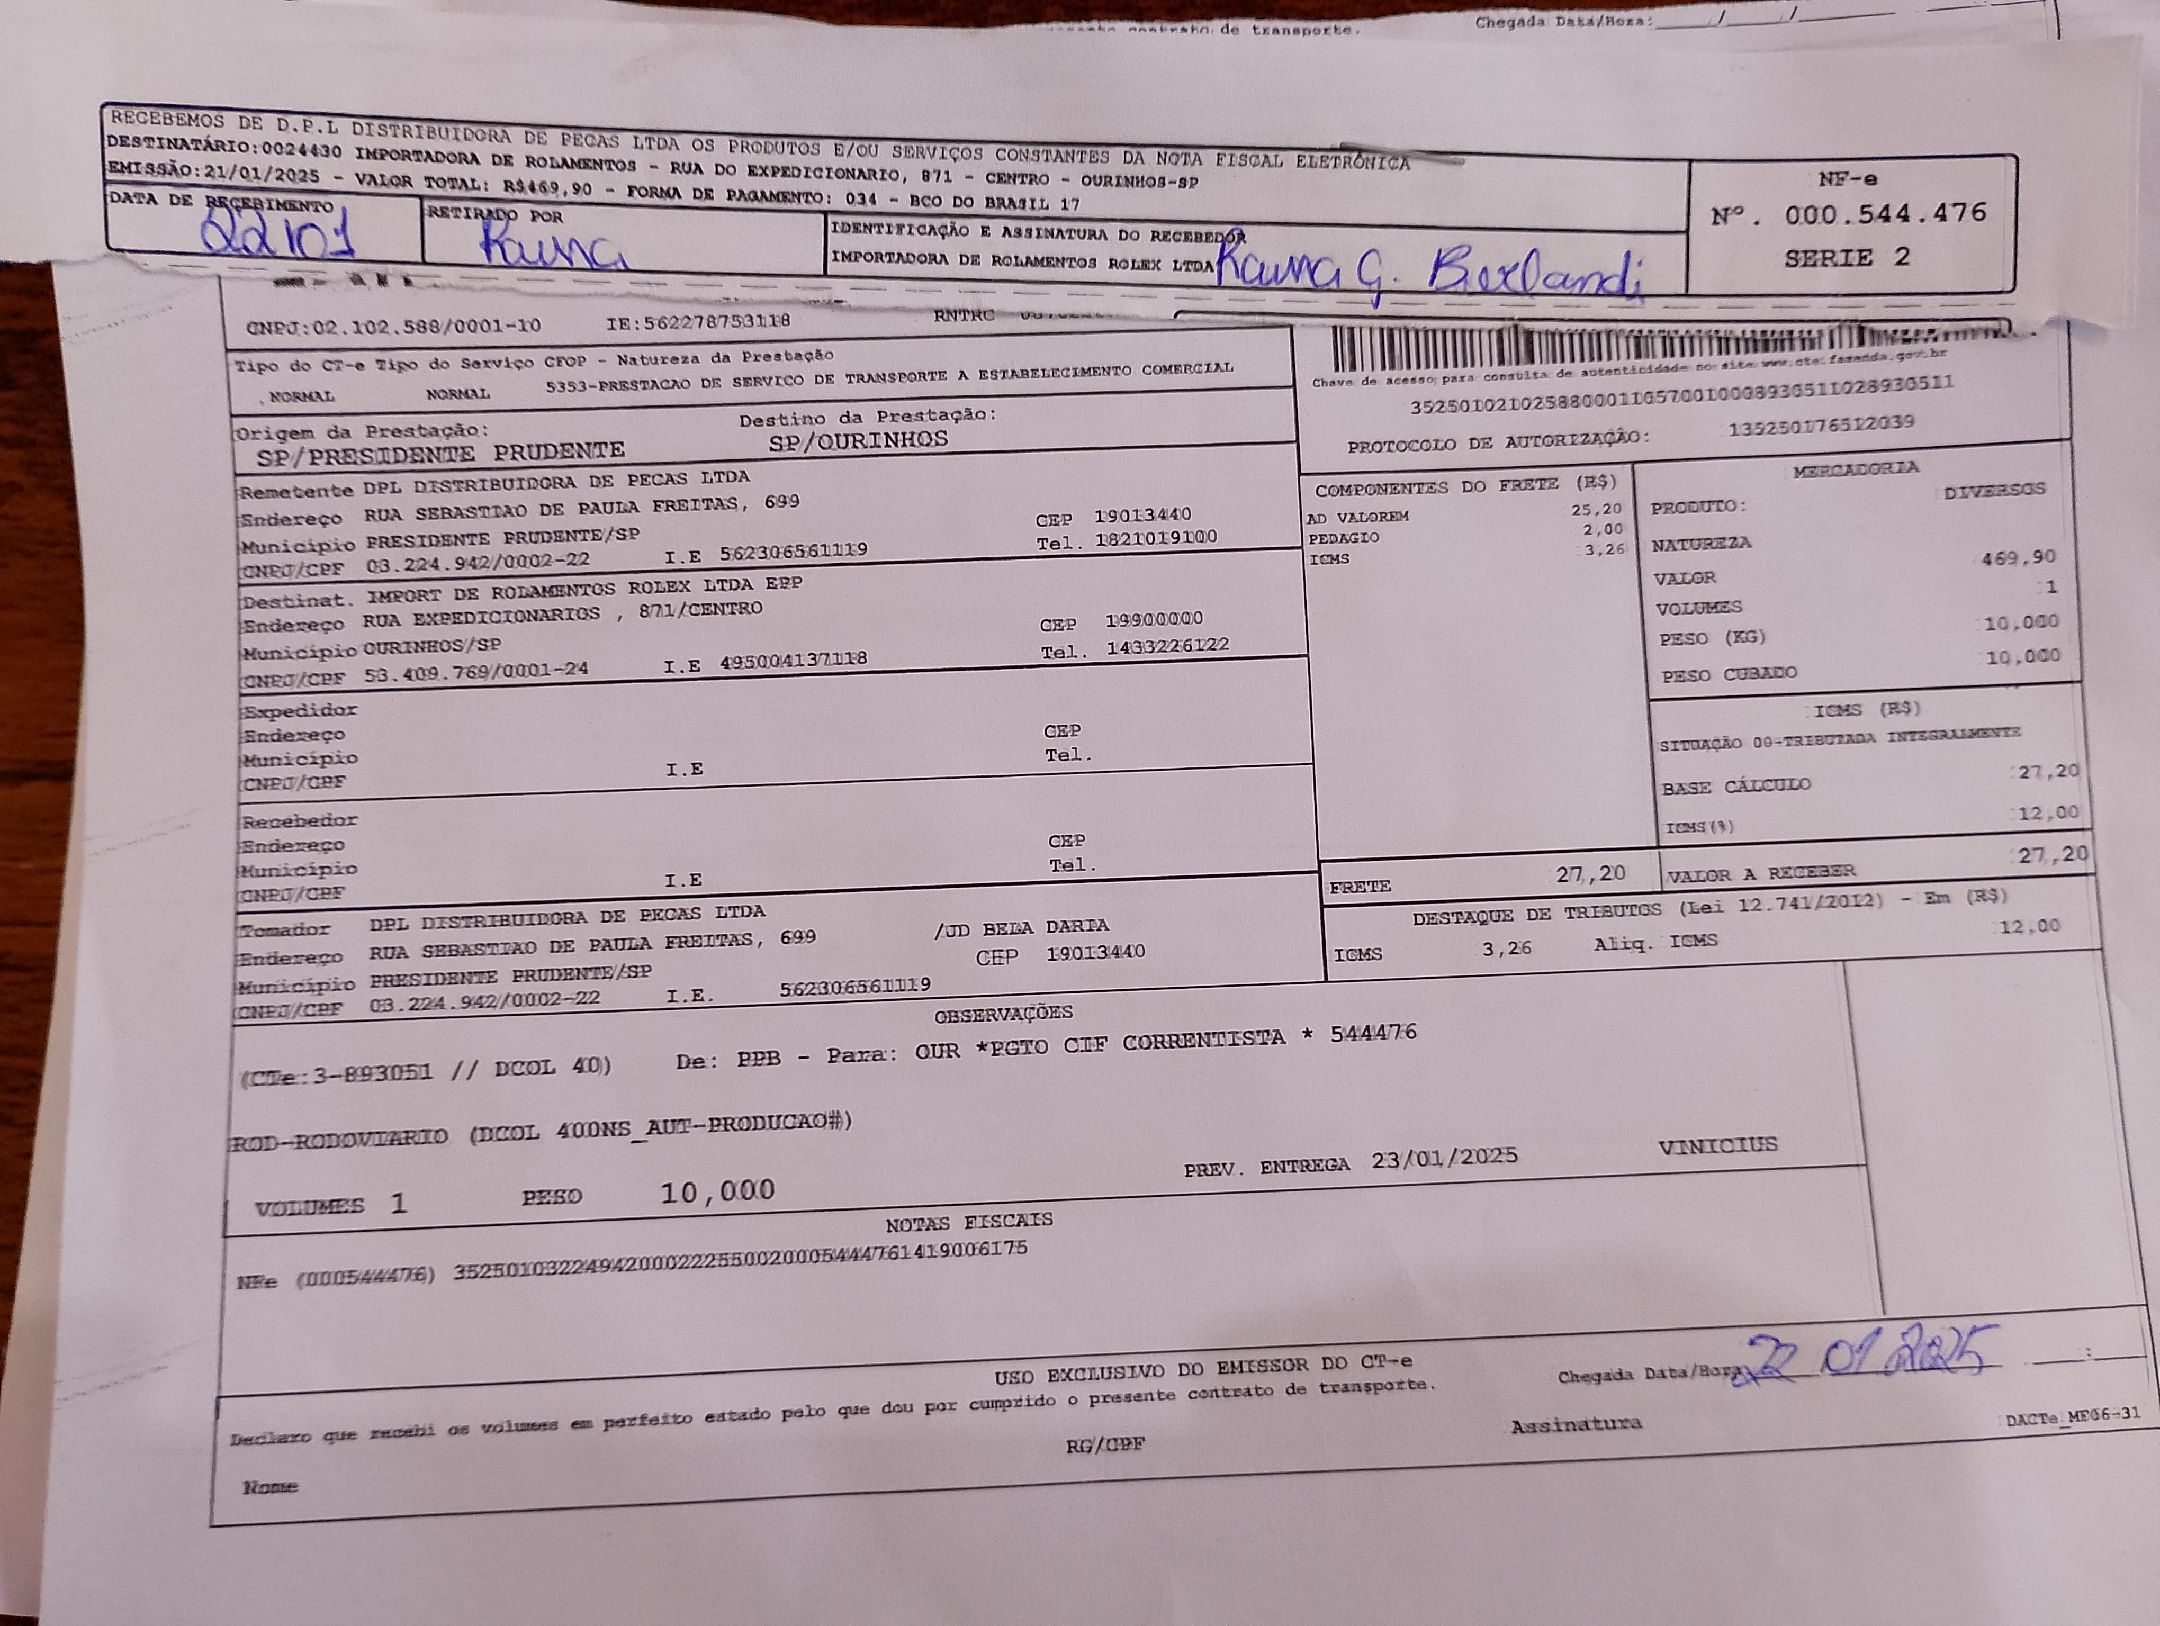 contrato de transporte. Chegada Data/Hora:____/____/____
RECEBEMOS DE D.P.L DISTRIBUIDORA DE PECAS LTDA OS PRODUTOS E/OU SERVIÇOS CONSTANTES DA NOTA FISCAL ELETRÔNICA
DESTINATÁRIO:0024430 IMPORTADORA DE ROLAMENTOS - RUA DO EXPEDICIONARIO, 871 - CENTRO - OURINHOS-SP
EMISSÃO:21/01/2025 - VALOR TOTAL: R$469,90 - FORMA DE PAGAMENTO: 034 - BCO DO BRASIL 17
NF-e
Nº. 000.544.476
SERIE 2
DATA DE RECEBIMENTO
22/01
RETIRADO POR
Rauna
IDENTIFICAÇÃO E ASSINATURA DO RECEBEDOR
IMPORTADORA DE ROLAMENTOS ROLEX LTDA Rauna G. Berlandi
CNPJ:02.102.588/0001-10 IE:562278753118 RNTRC
Tipo do CT-e Tipo do Serviço CFOP - Natureza da Prestação
NORMAL NORMAL 5353-PRESTACAO DE SERVICO DE TRANSPORTE A ESTABELECIMENTO COMERCIAL
Chave de acesso para consulta de autenticidade no site www.cte.fazenda.gov.br
35250102102588000110570010008930511028930511
PROTOCOLO DE AUTORIZAÇÃO: 135250176512039
Origem da Prestação: Destino da Prestação:
SP/PRESIDENTE PRUDENTE SP/OURINHOS
Remetente DPL DISTRIBUIDORA DE PECAS LTDA
Endereço RUA SEBASTIAO DE PAULA FREITAS, 699 CEP 19013440
Município PRESIDENTE PRUDENTE/SP Tel. 1821019100
CNPJ/CPF 03.224.942/0002-22 I.E 562306561119
Destinat. IMPORT DE ROLAMENTOS ROLEX LTDA EPP
Endereço RUA EXPEDICIONARIOS , 871/CENTRO CEP 19900000
Município OURINHOS/SP Tel. 1433226122
CNPJ/CPF 53.409.769/0001-24 I.E 495004137118
Expedidor
Endereço CEP
Município Tel.
CNPJ/CPF I.E
Recebedor
Endereço CEP
Município Tel.
CNPJ/CPF I.E
Tomador DPL DISTRIBUIDORA DE PECAS LTDA
Endereço RUA SEBASTIAO DE PAULA FREITAS, 699 /JD BELA DARIA
Município PRESIDENTE PRUDENTE/SP CEP 19013440
CNPJ/CPF 03.224.942/0002-22 I.E. 562306561119
COMPONENTES DO FRETE (R$)
AD VALOREM 25,20
PEDAGIO 2,00
ICMS 3,26
MERCADORIA
PRODUTO: DIVERSOS
NATUREZA
VALOR 469,90
VOLUMES 1
PESO (KG) 10,000
PESO CUBADO 10,000
ICMS (R$)
SITUAÇÃO 00-TRIBUTADA INTEGRALMENTE
BASE CÁLCULO 27,20
ICMS(%) 12,00
FRETE 27,20 VALOR A RECEBER 27,20
DESTAQUE DE TRIBUTOS (Lei 12.741/2012) - Em (R$)
ICMS 3,26 Aliq. ICMS 12,00
OBSERVAÇÕES
(CTe:3-893051 // DCOL 40) De: PPB - Para: OUR *PGTO CIF CORRENTISTA * 544476
ROD-RODOVIARIO (DCOL 400NS_AUT-PRODUCAO#)
VOLUMES 1 PESO 10,000 PREV. ENTREGA 23/01/2025 VINICIUS
NOTAS FISCAIS
NFe (000544476) 35250103224942000222550020005444761419006175
USO EXCLUSIVO DO EMISSOR DO CT-e
Declaro que recebi os volumes em perfeito estado pelo que dou por cumprido o presente contrato de transporte. Chegada Data/Hora 22 01 2025 ____:
Nome RG/CPF Assinatura
DACTe_ME06-31